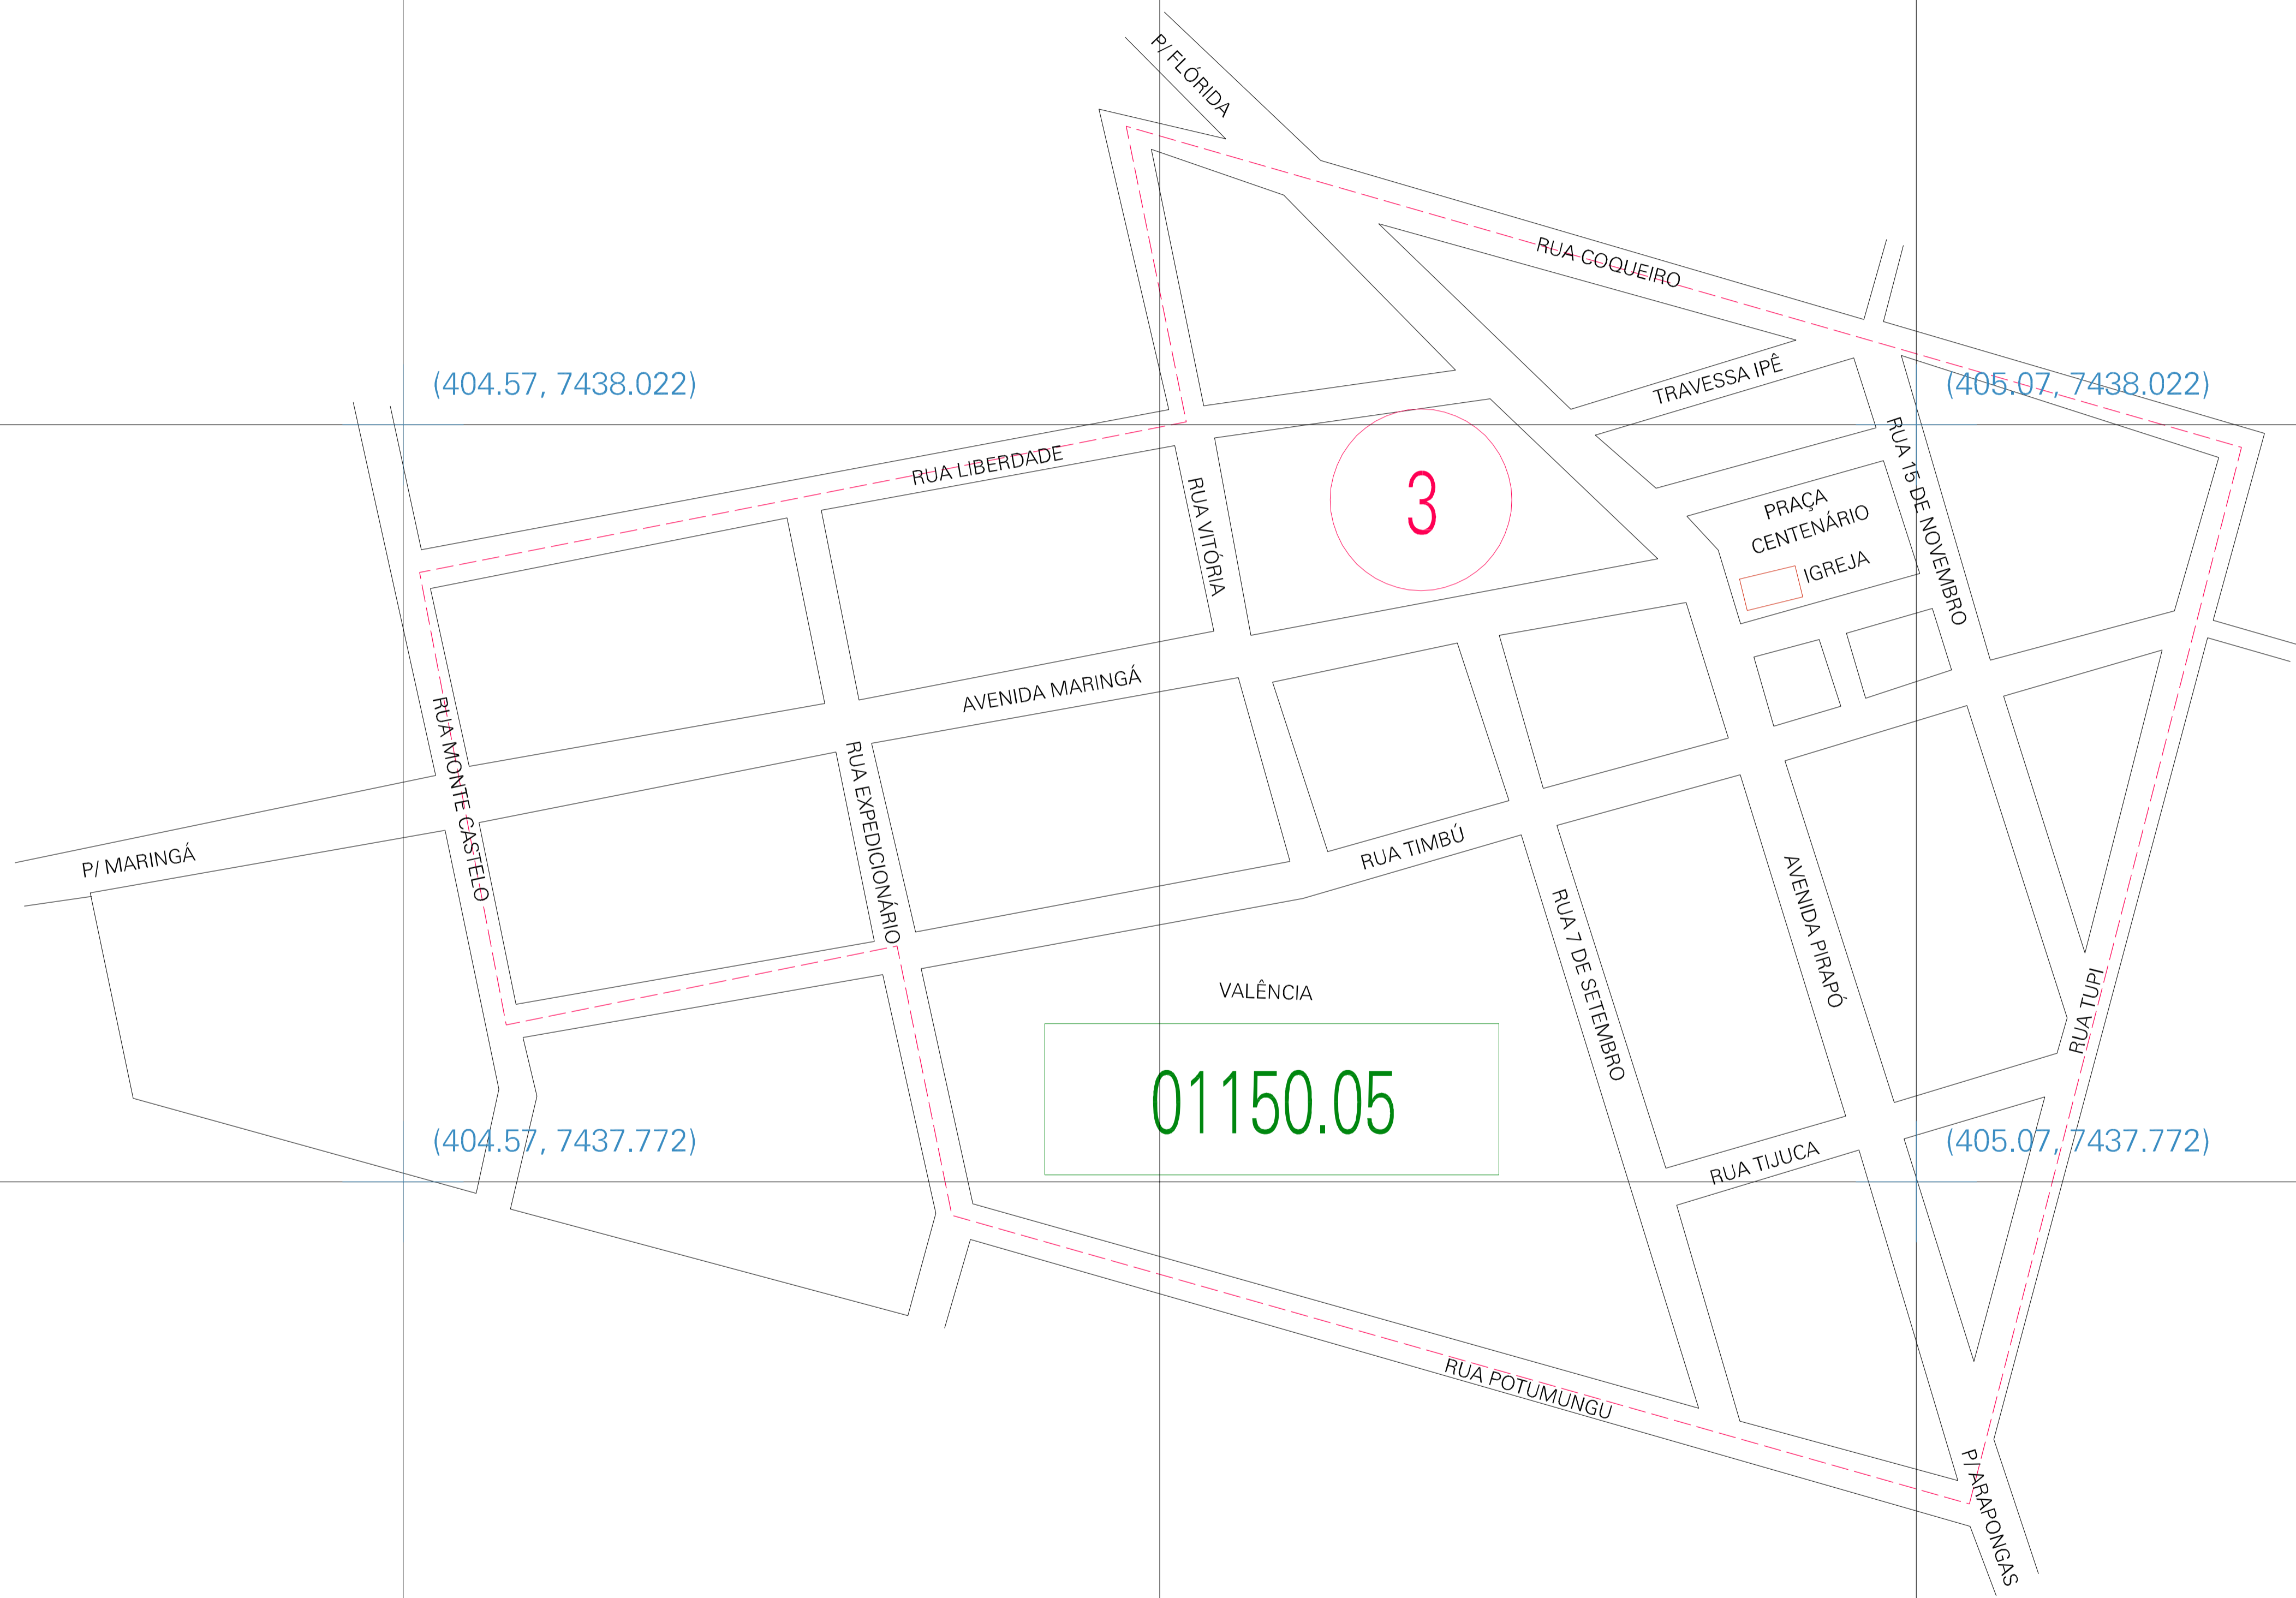 P/ FLÓRIDA
RUA COQUEIRO
(404.57, 7438.022)
TRAVESSA IPÊ
(405.07, 7438.022)
RUA LIBERDADE
RUA VITÓRIA
3
RUA 15 DE NOVEMBRO
PRAÇA
CENTENÁRIO
IGREJA
AVENIDA MARINGÁ
RUA MONTE CASTELO
RUA EXPEDICIONÁRIO
P/ MARINGÁ
RUA TIMBÚ
RUA 7 DE SETEMBRO
AVENIDA PIRAPÓ
RUA TUPI
VALÊNCIA
01150.05
(404.57, 7437.772)
RUA TIJUCA
(405.07, 7437.772)
RUA POTUMUNGU
P/ ARAPONGAS